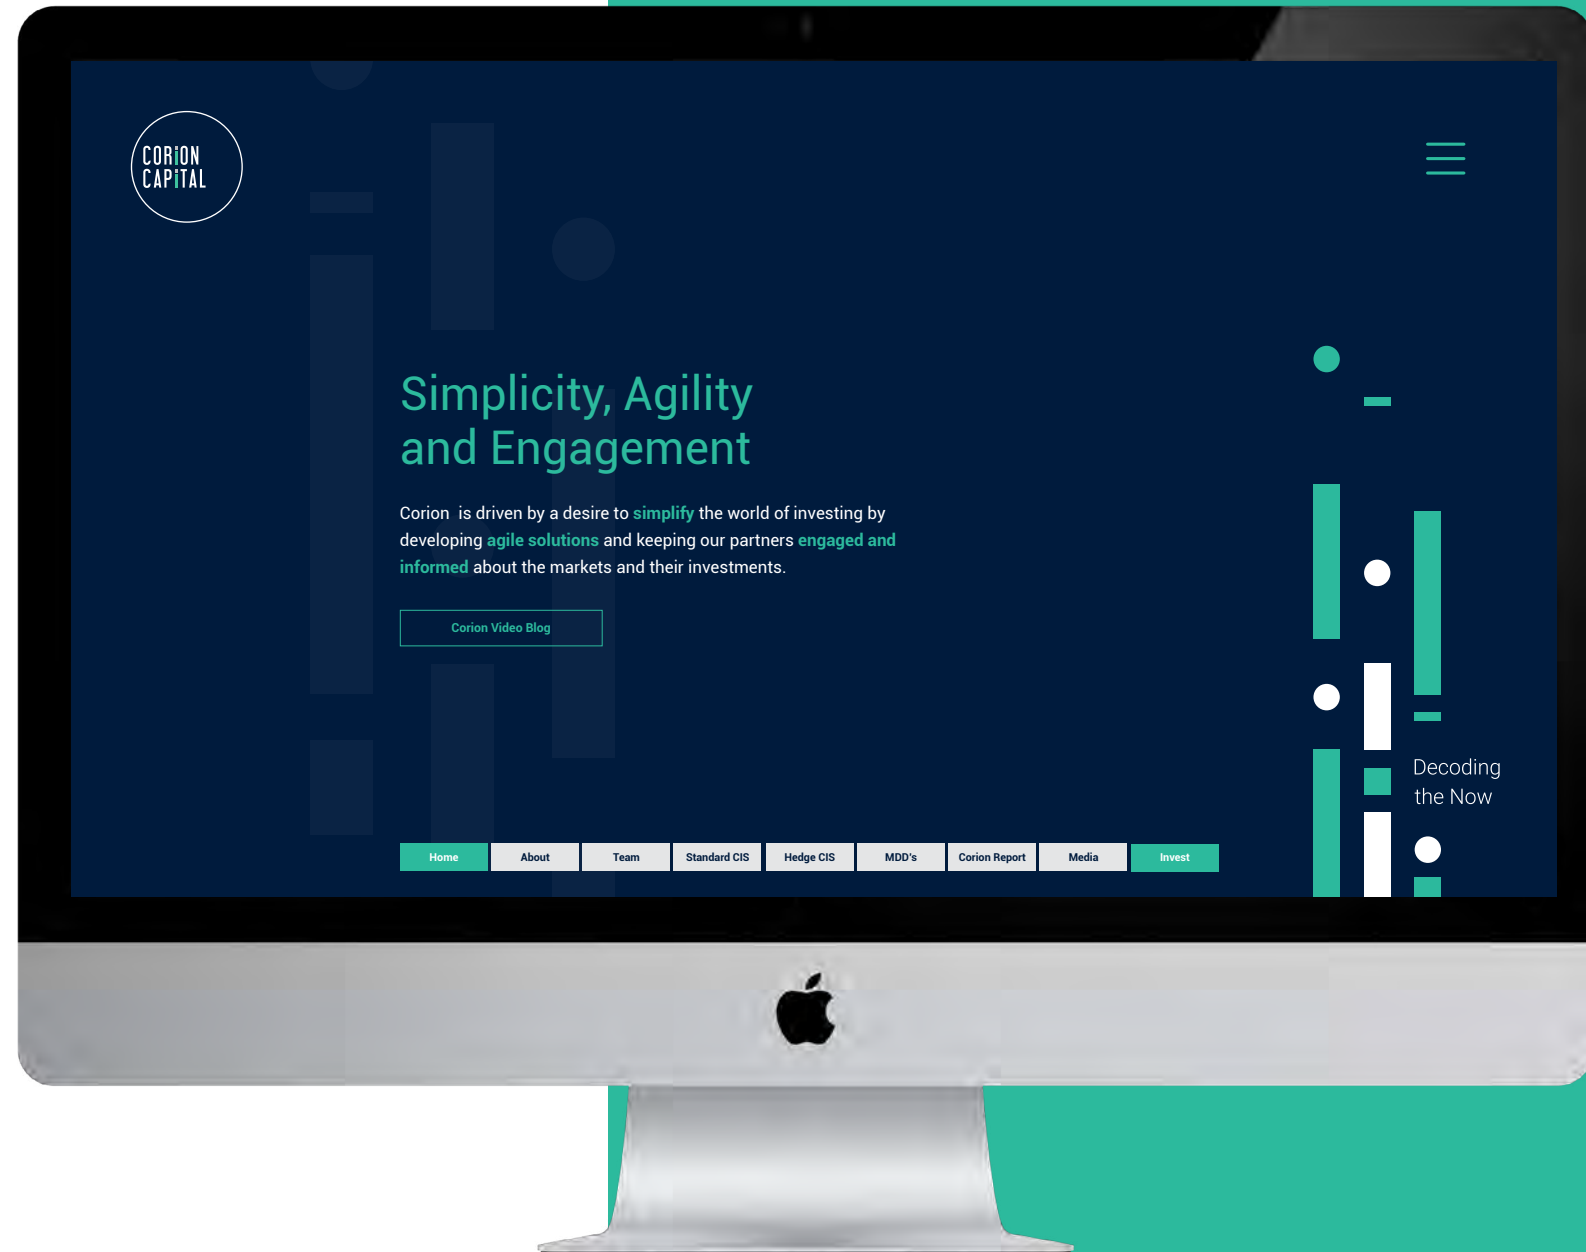 CORiON
CAPiTAL
Simplicity, Agility
and Engagement
Corion  is driven by a desire to simplify the world of investing by
developing agile solutions and keeping our partners engaged and
informed about the markets and their investments.
Corion Video Blog
Decoding
the Now
Home About Team Standard CIS Hedge CIS MDD's Corion Report Media Invest